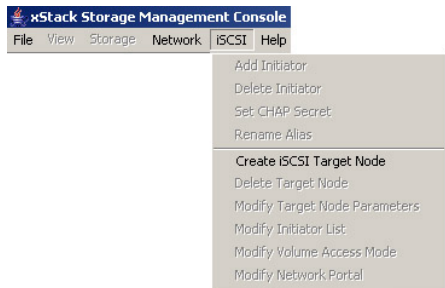 xStack Storage Management Console
File View Storage Network iSCSI Help
Add Initiator
Delete Initiator
Set CHAP Secret
Rename Alias
Create iSCSI Target Node
Delete Target Node
Modify Target Node Parameters
Modify Initiator List
Modify Volume Access Mode
Modify Network Portal